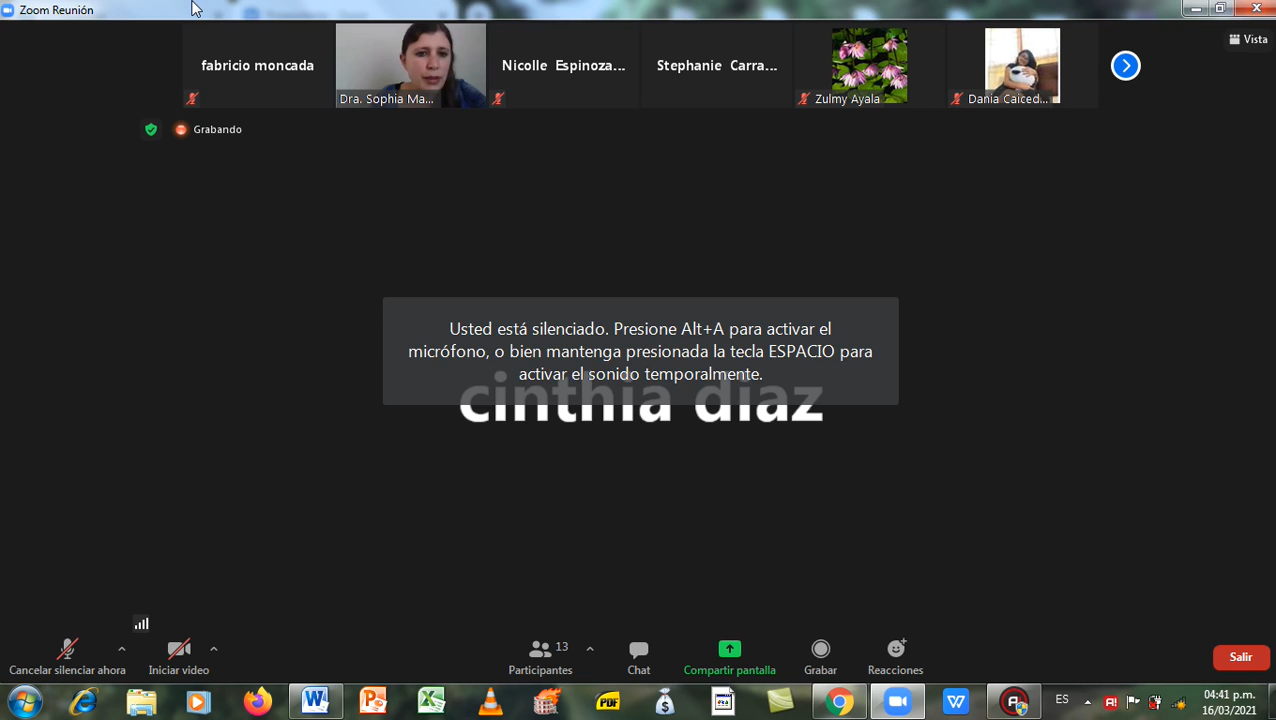 Zoom Reunión
fabricio moncada
Dra. Sophia Ma...
Nicolle Espinoza...
Stephanie Carra...
Zulmy Ayala
Dania Caiced...
Vista
Grabando
Usted está silenciado. Presione Alt+A para activar el
micrófono, o bien mantenga presionada la tecla ESPACIO para
activar el sonido temporalmente.
cinthia diaz
Cancelar silenciar ahora
Iniciar video
13
Participantes
Chat
Compartir pantalla
Grabar
Reacciones
Salir
PDF
ES
04:41 p.m.
16/03/2021